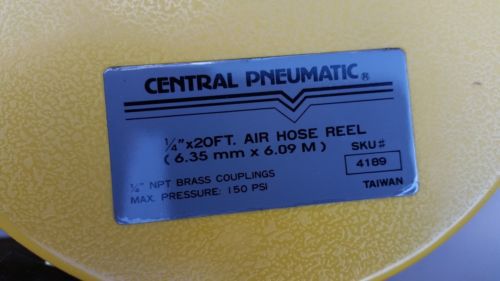 CENTRAL PNEUMATIC®
¼"x20FT. AIR HOSE REEL
(6.35 mm x 6.09 M) SKU#
4189
¼" NPT BRASS COUPLINGS
MAX. PRESSURE: 150 PSI TAIWAN